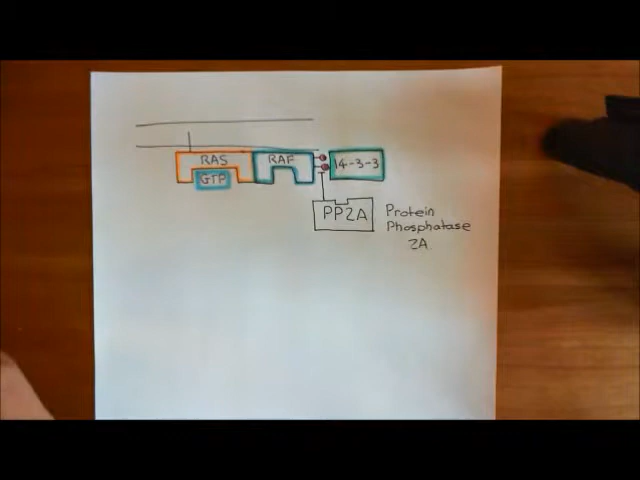 RAS
RAF
14-3-3
GTP
PP2A
Protein
Phosphatase
2A